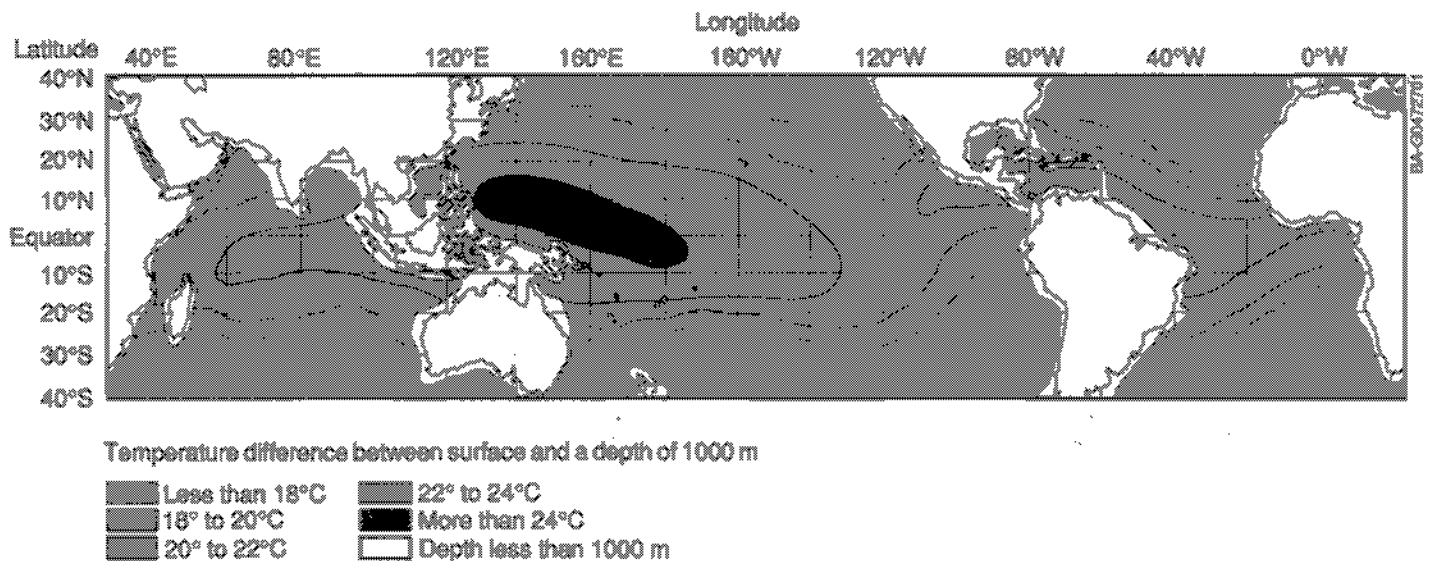 Longitude
Latitude 40°E 80°E 120°E 160°E 160°W 120°W 80°W 40°W 0°W
40°N
30°N
20°N
10°N
Equator
10°S
20°S
30°S
40°S
BA-G0472701
Temperature difference between surface and a depth of 1000 m
Less than 18°C
18° to 20°C
20° to 22°C
22° to 24°C
More than 24°C
Depth less than 1000 m